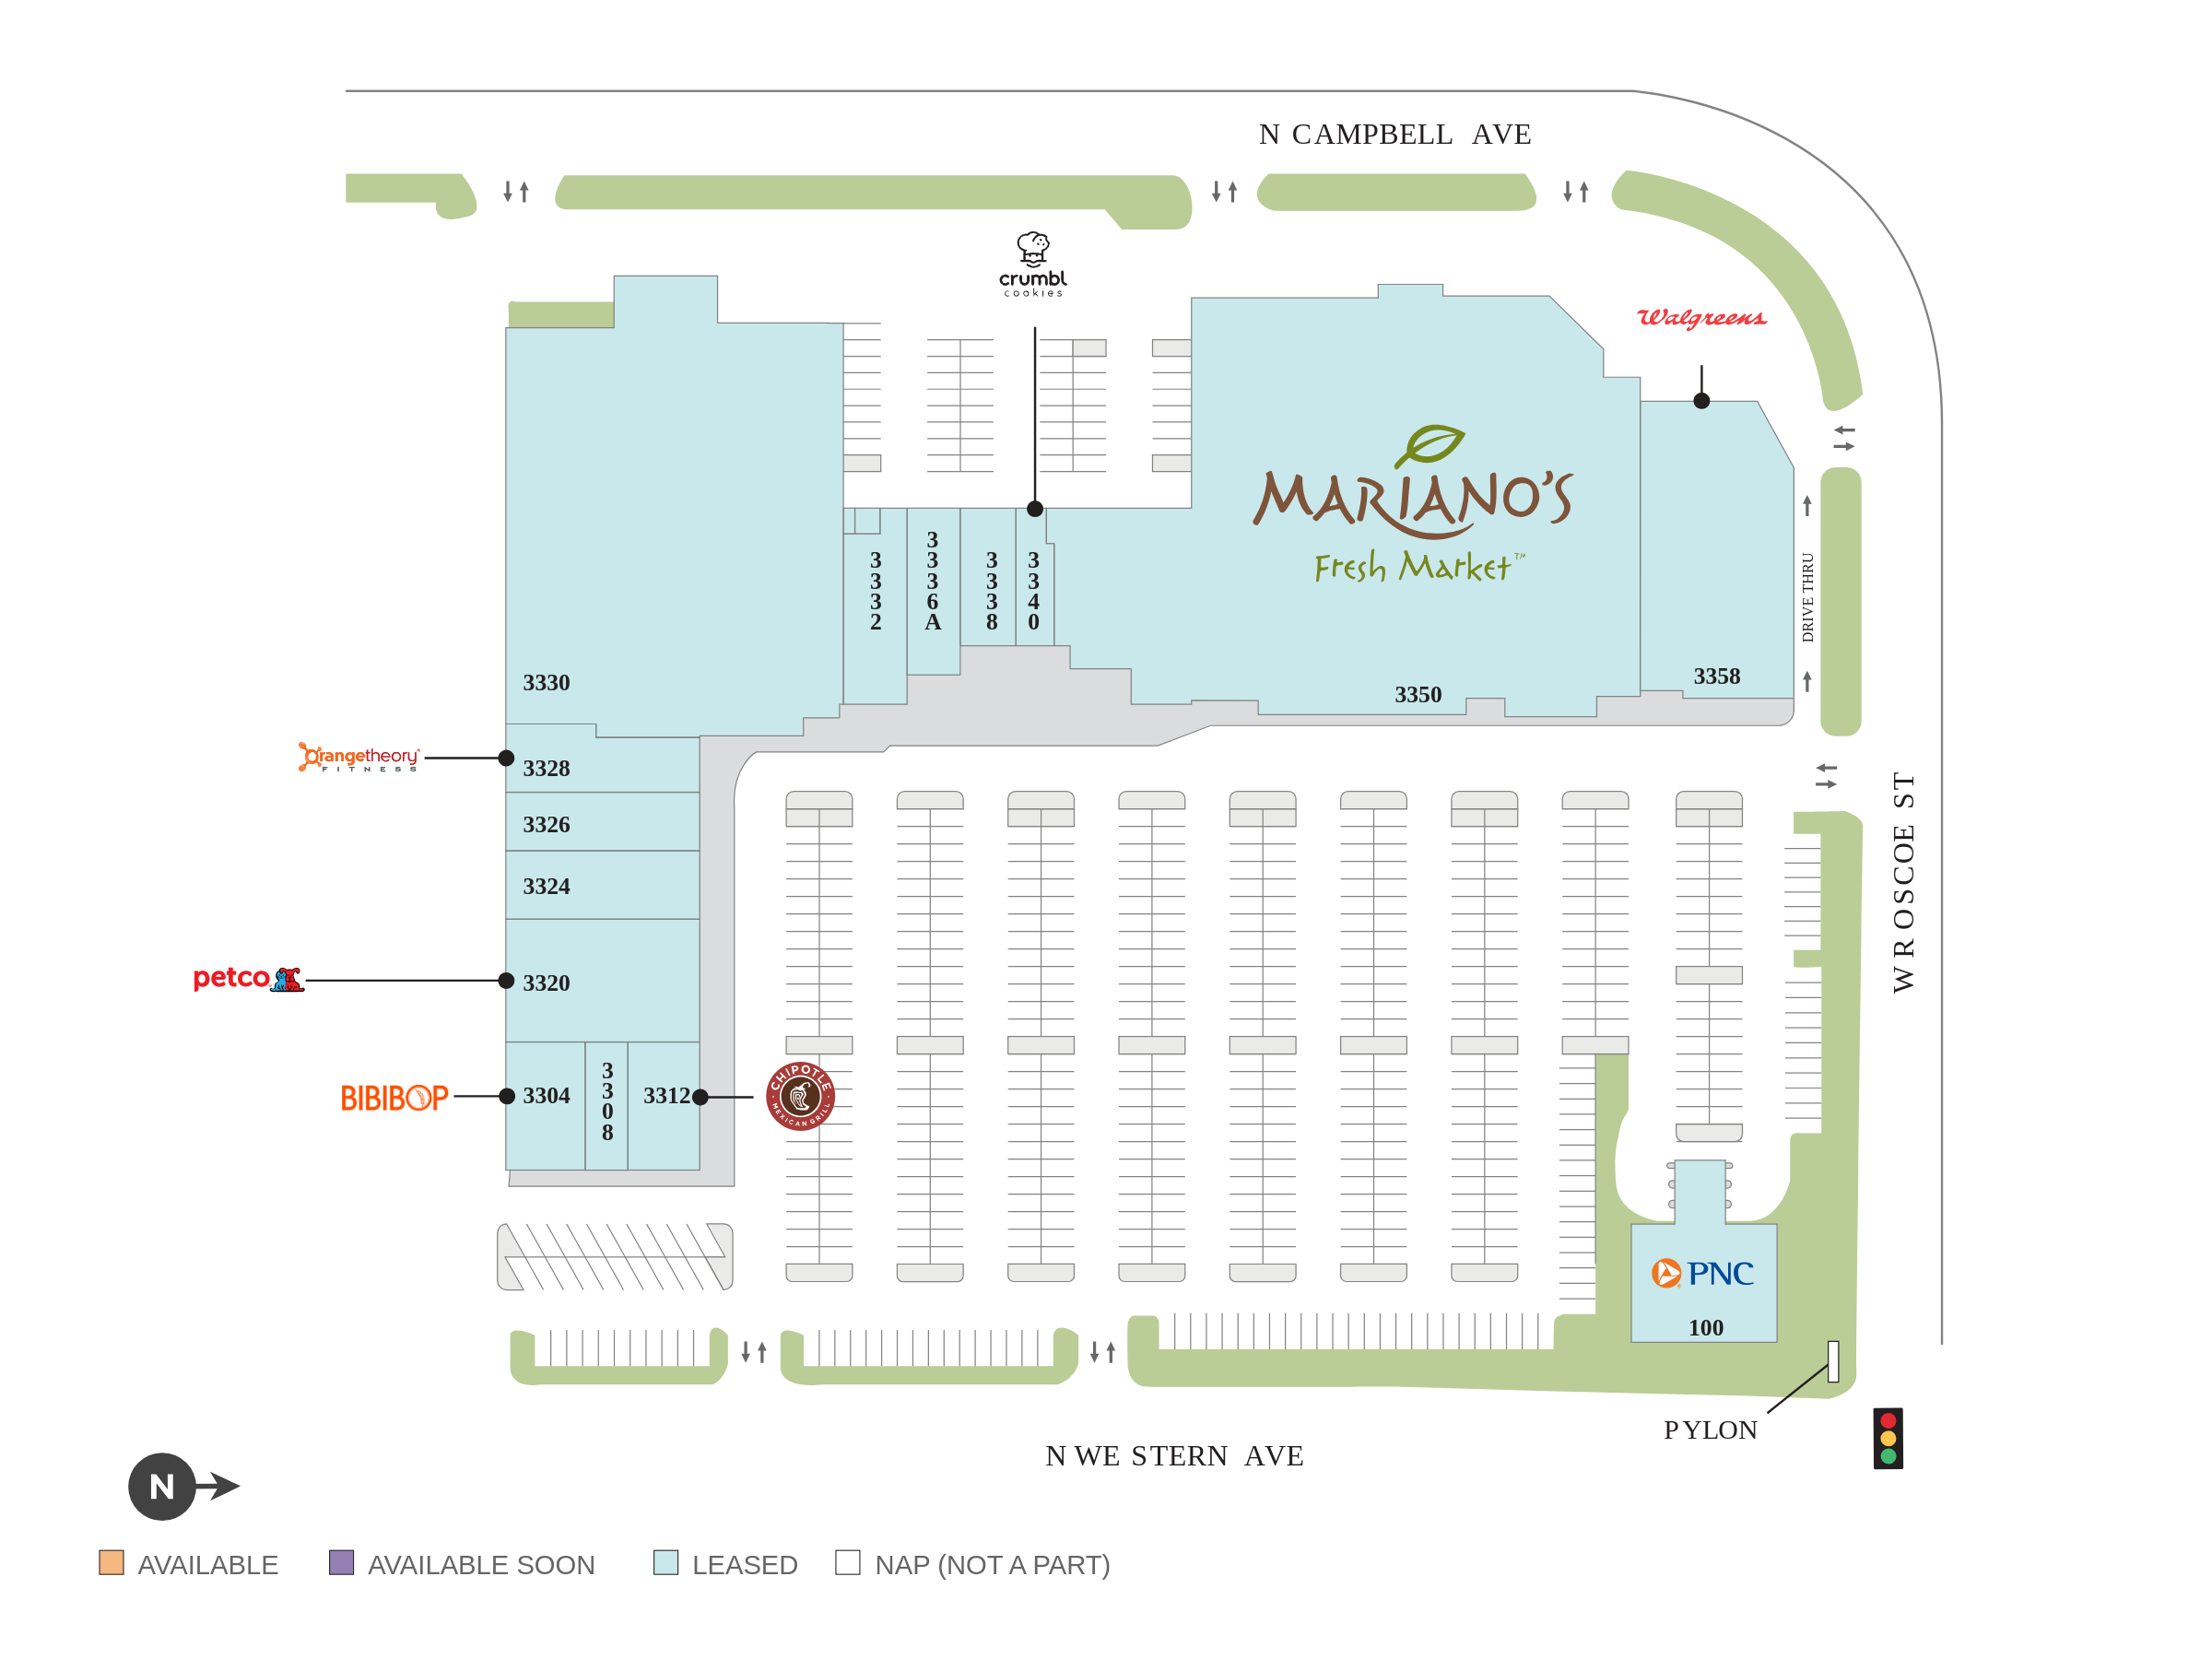 N CAMPBELL AVE
crumbl
cookies
Walgreens
MARIANO'S
Fresh Market™
3332
336A
3338
3340
DRIVE THRU
3330
3350
3358
orangetheory®
FITNESS
3328
3326
3324
petco
3320
BIBIBOP
3304
3308
3312
CHIPOTLE
MEXICAN GRILL
W ROSCOE ST
PNC
100
PYLON
N WESTERN AVE
N
AVAILABLE
AVAILABLE SOON
LEASED
NAP (NOT A PART)